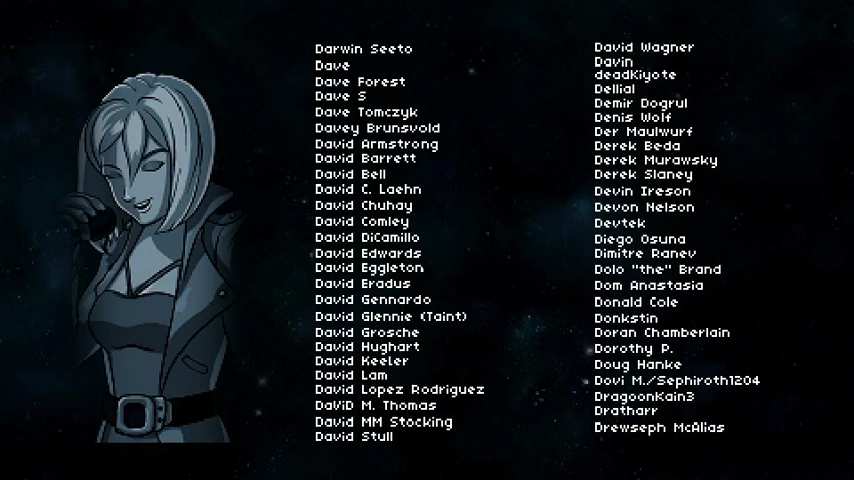 Darwin Seeto
Dave
Dave Forest
Dave S
Dave Tomczyk
Davey Brunsvold
David Armstrong
David Barrett
David Bell
David C. Laehn
David Chuhay
David Comley
David DiCamillo
David Edwards
David Eggleton
David Eradus
David Gennardo
David Glennie (Taint)
David Grosche
David Hughart
David Keeler
David Lam
David Lopez Rodriguez
DaViD M. Thomas
David MM Stocking
David Stull
David Wagner
Davin
deadKiyote
Dellial
Demir Dogrul
Denis Wolf
Der Maulwurf
Derek Beda
Derek Murawsky
Derek Slaney
Devin Ireson
Devon Nelson
Devtek
Diego Osuna
Dimitre Ranev
Dolo "the" Brand
Dom Anastasia
Donald Cole
Donkstin
Doran Chamberlain
Dorothy P.
Doug Hanke
Dovi M./Sephiroth1204
DragoonKain3
Dratharr
Drewseph McAlias